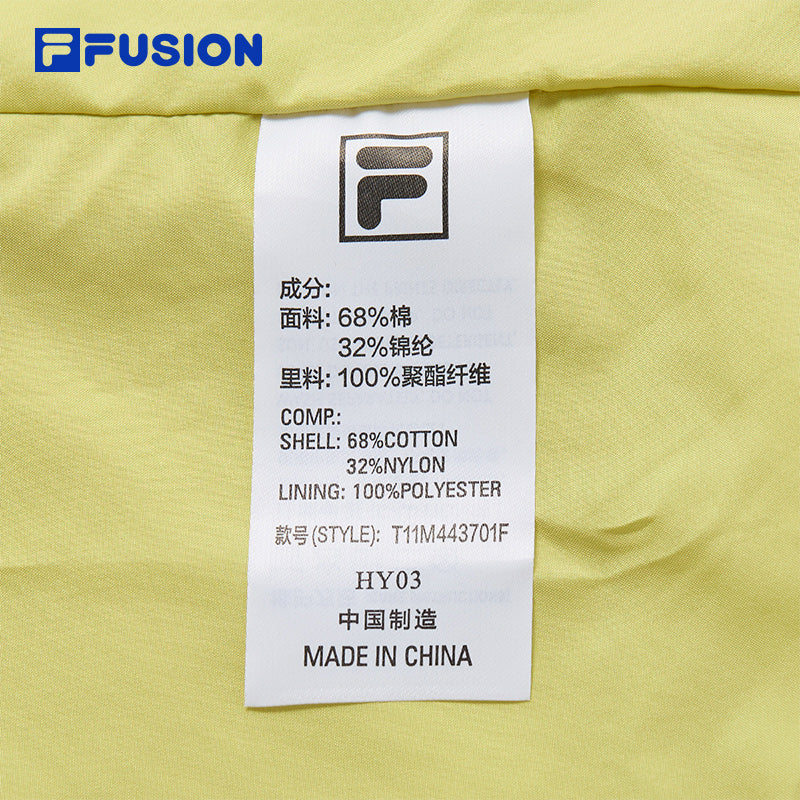 FUSION
成分:
面料: 68%棉
32%锦纶
里料: 100%聚酯纤维
COMP.:
SHELL: 68%COTTON
32%NYLON
LINING: 100%POLYESTER
款号(STYLE): T11M443701F
HY03
中国制造
MADE IN CHINA